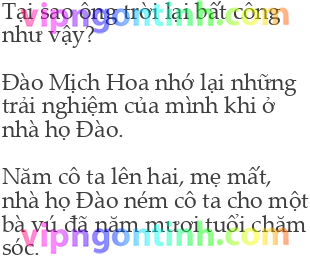 Tại sao ông trời lại bất công
như vậy?
Đào Mịch Hoa nhớ lại những
trải nghiệm của mình khi ở
nhà họ Đào.
Năm cô ta lên hai, mẹ mất,
nhà họ Đào ném cô ta cho một
bà vú đã năm mươi tuổi chăm
sóc.
vipngontinh.com
vipngontinh.com
vipngontinh.com